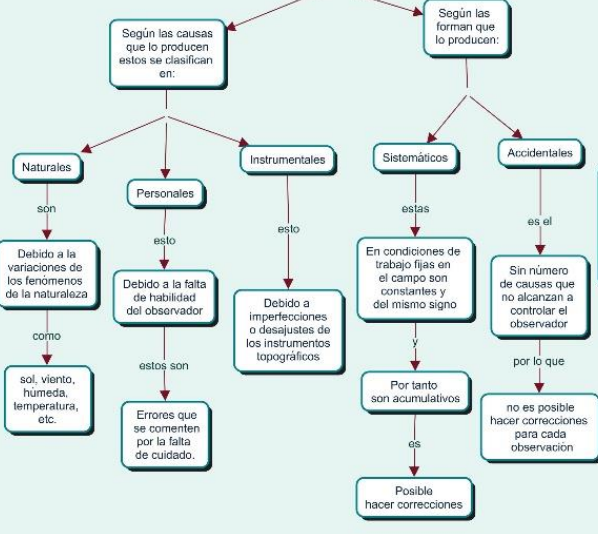 Según las causas
que lo producen
estos se clasifican
en:
Según las
forman que
lo producen:
Naturales
Personales
Instrumentales
Sistomáticos
Accidentales
son
esto
esto
estas
es el
Debido a la
variaciones de
los fenómenos
de la naturaleza
Debido a la falta
de habilidad
del observador
Debido a
imperfecciones
o desajustes de
los instrumentos
topográficos
En condiciones de
trabajo fijas en
el campo son
constantes y
del mismo signo
Sin número
de causas que
no alcanzan a
controlar el
observador
como
estos son
y
por lo que
sol, viento,
húmeda,
temperatura,
etc.
Errores que
se comenten
por la falta
de cuidado.
Por tanto
son acumulativos
no es posible
hacer correcciones
para cada
observación
es
Posible
hacer correcciones